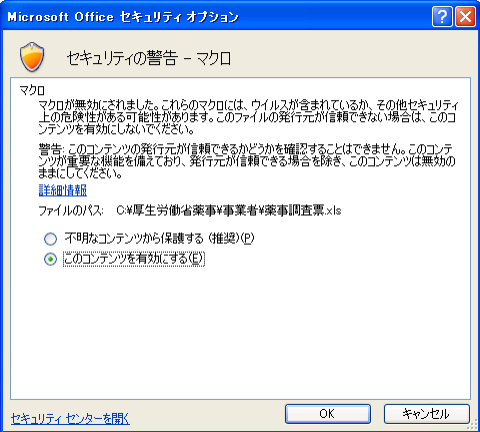 Microsoft Office セキュリティ オプション
セキュリティの警告 - マクロ
マクロ
マクロが無効にされました。これらのマクロには、ウイルスが含まれているか、その他セキュリティ
上の危険性がある可能性があります。このファイルの発行元が信頼できない場合は、このコ
ンテンツを有効にしないでください。
警告: このコンテンツの発行元が信頼できるかどうかを確認することはできません。このコンテ
ンツが重要な機能を備えており、発行元が信頼できる場合を除き、このコンテンツは無効の
ままにしてください。
詳細情報
ファイルのパス: C:¥厚生労働省薬事¥事業者¥薬事調査票.xls
不明なコンテンツから保護する (推奨)(P)
このコンテンツを有効にする(E)
セキュリティ センターを開く
OK
キャンセル